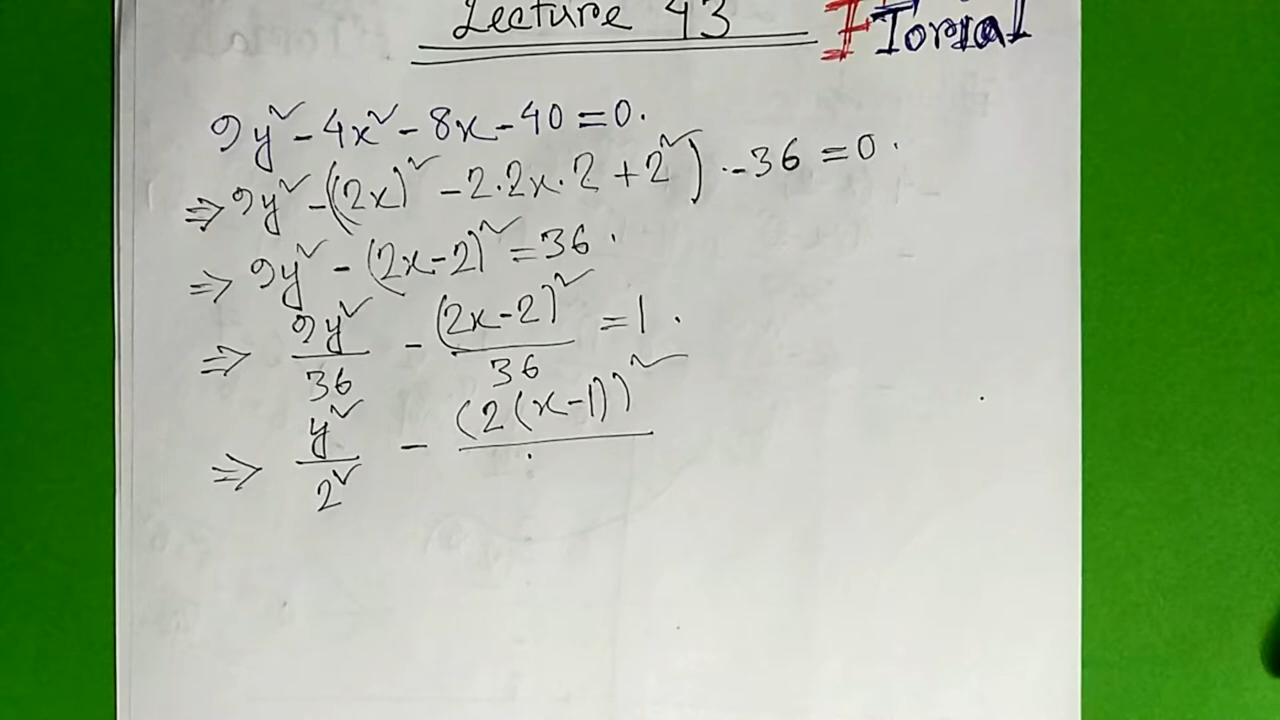 Lecture 43
FTorial
9y² - 4x² - 8x - 40 = 0.
⇒ 9y² - ((2x)² - 2.2x.2 + 2²) - 36 = 0.
⇒ 9y² - (2x-2)² = 36.
⇒ 9y²/36 - (2x-2)²/36 = 1.
⇒ y²/2² - (2(x-1))²/